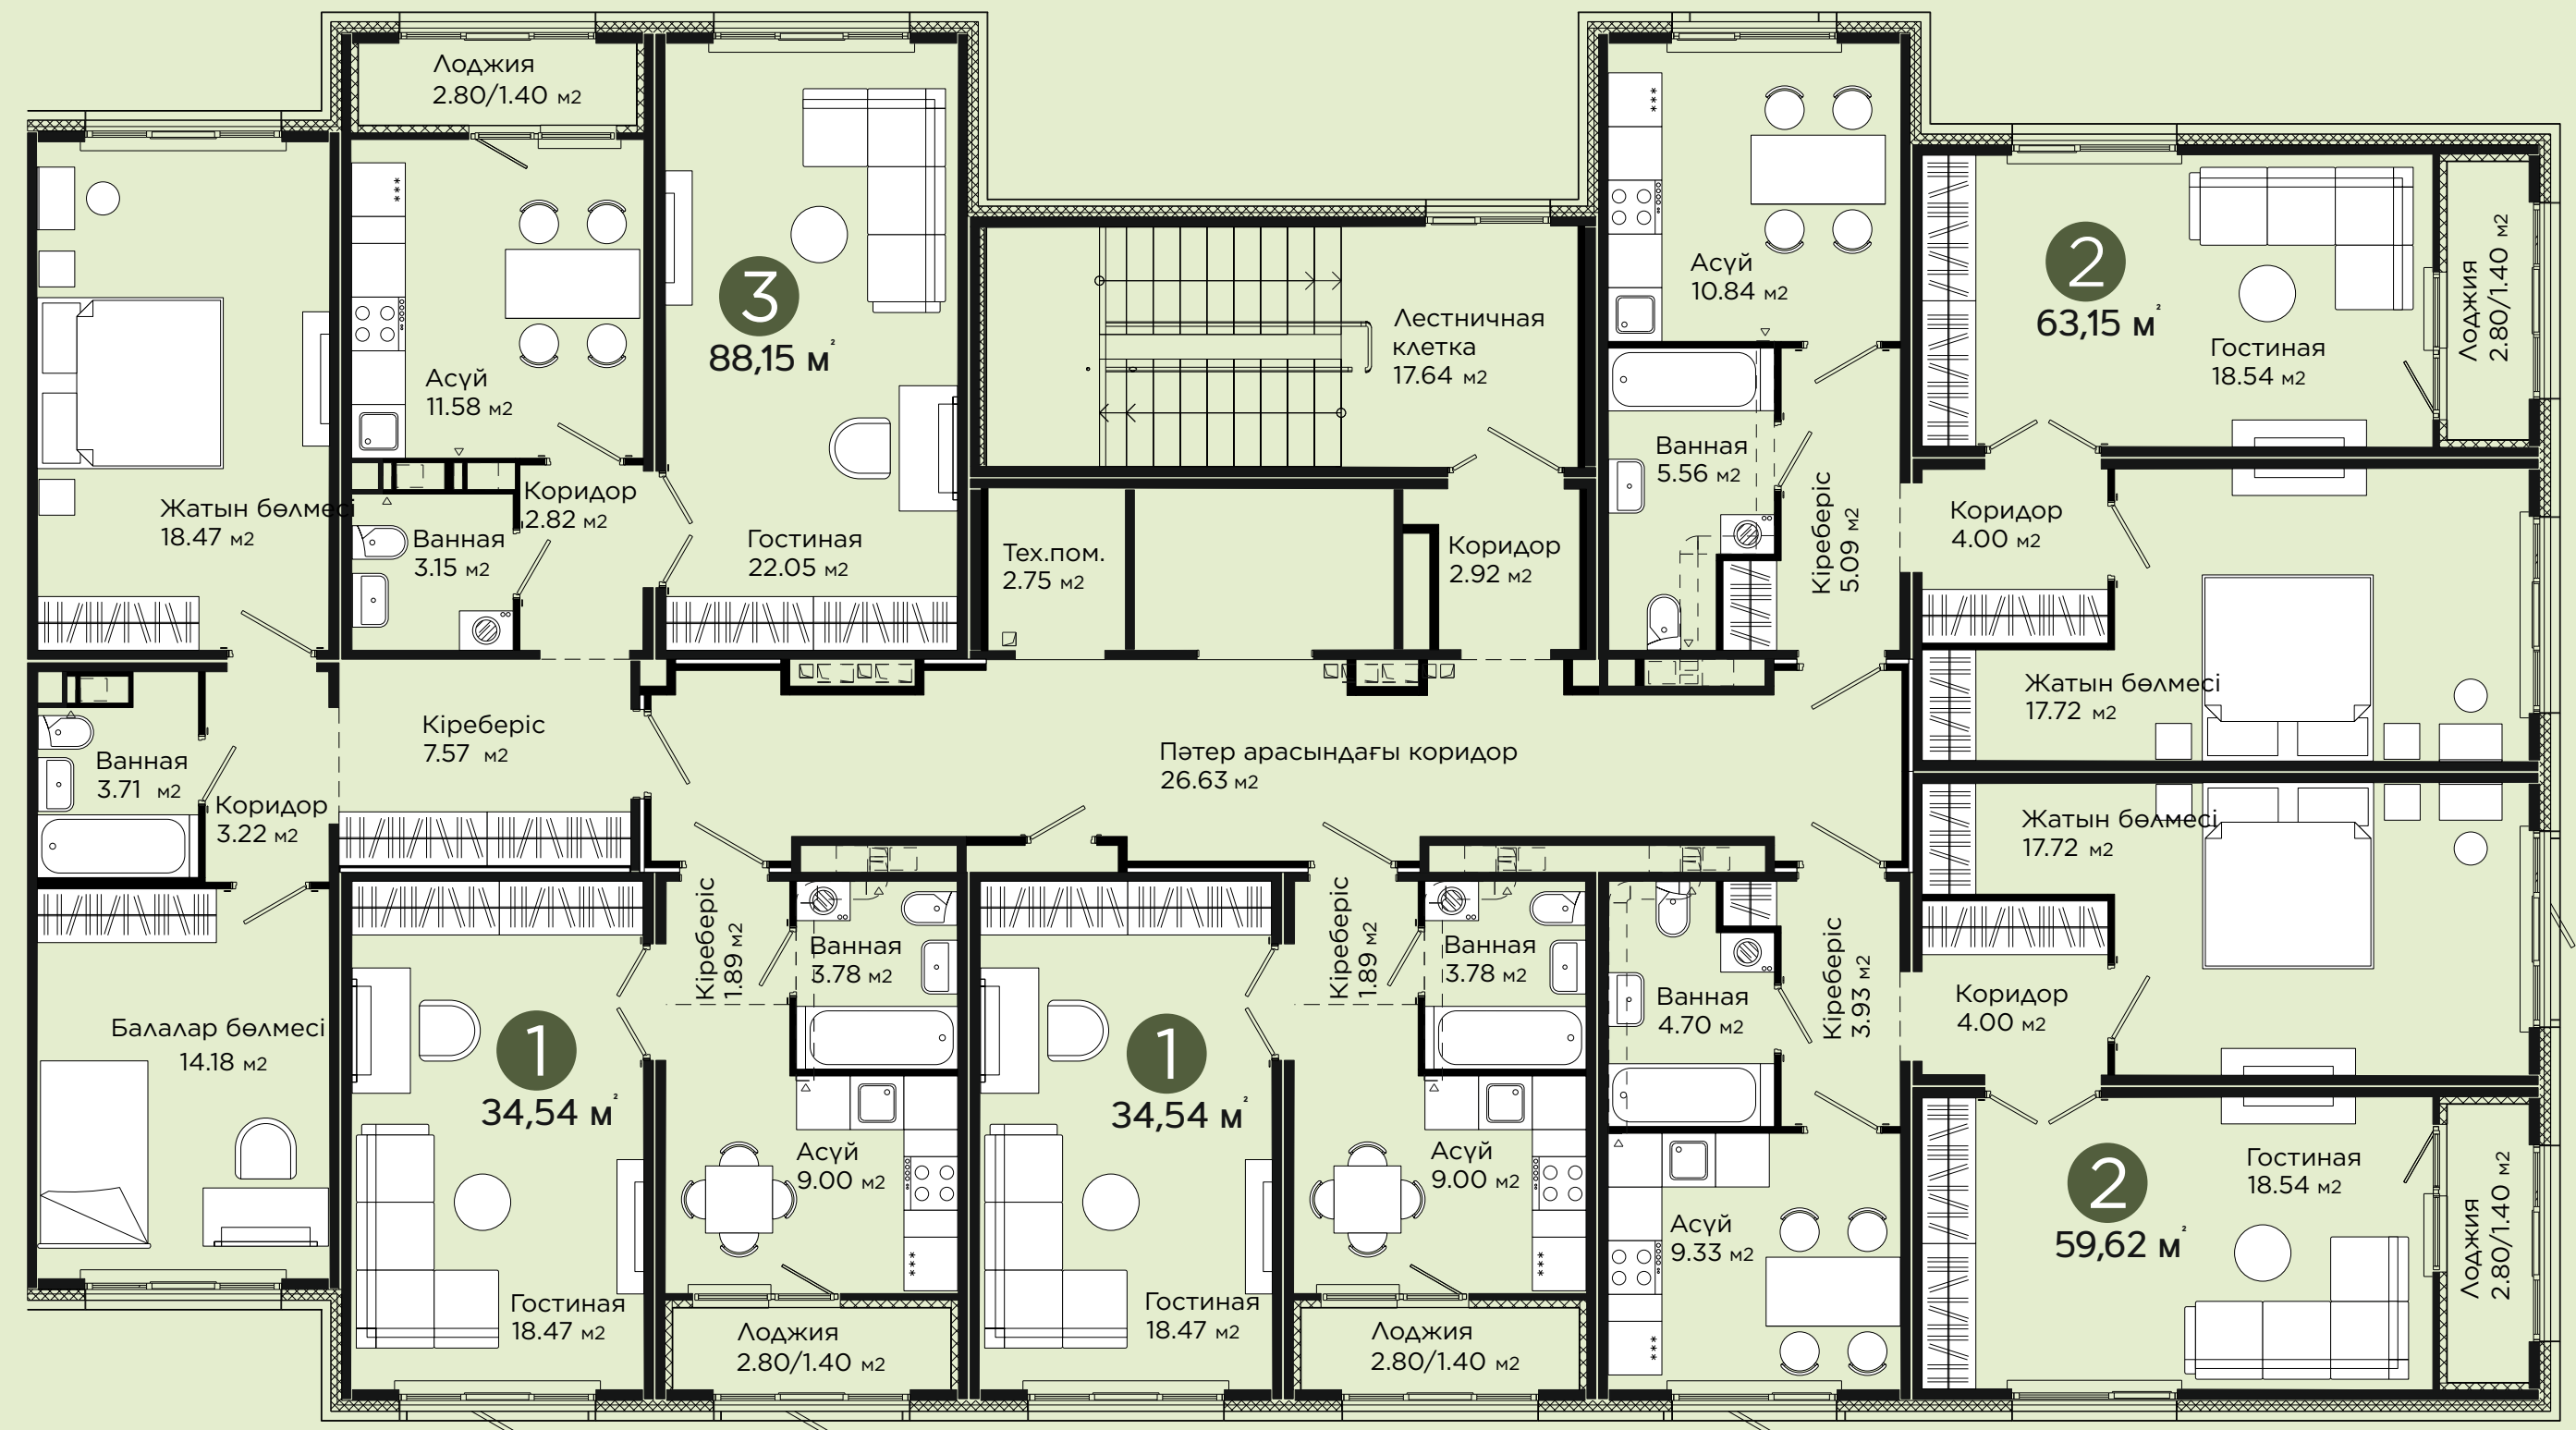 Лоджия
2.80/1.40 м2
Асүй
11.58 м2
3
88,15 м²
Жатын бөлмесі
18.47 м2
Коридор
2.82 м2
Ванная
3.15 м2
Гостиная
22.05 м2
Лестничная
клетка
17.64 м2
Тех.пом.
2.75 м2
Коридор
2.92 м2
Асүй
10.84 м2
Ванная
5.56 м2
Кіреберіс
5.09 м2
2
63,15 м²
Гостиная
18.54 м2
Лоджия
2.80/1.40 м2
Коридор
4.00 м2
Жатын бөлмесі
17.72 м2
Кіреберіс
7.57 м2
Ванная
3.71 м2
Коридор
3.22 м2
Пәтер арасындағы коридор
26.63 м2
Жатын бөлмесі
17.72 м2
Балалар бөлмесі
14.18 м2
1
34,54 м²
Гостиная
18.47 м2
Кіреберіс
1.89 м2
Ванная
3.78 м2
Асүй
9.00 м2
Лоджия
2.80/1.40 м2
1
34,54 м²
Гостиная
18.47 м2
Кіреберіс
1.89 м2
Ванная
3.78 м2
Асүй
9.00 м2
Лоджия
2.80/1.40 м2
Ванная
4.70 м2
Кіреберіс
3.93 м2
Коридор
4.00 м2
Асүй
9.33 м2
2
59,62 м²
Гостиная
18.54 м2
Лоджия
2.80/1.40 м2